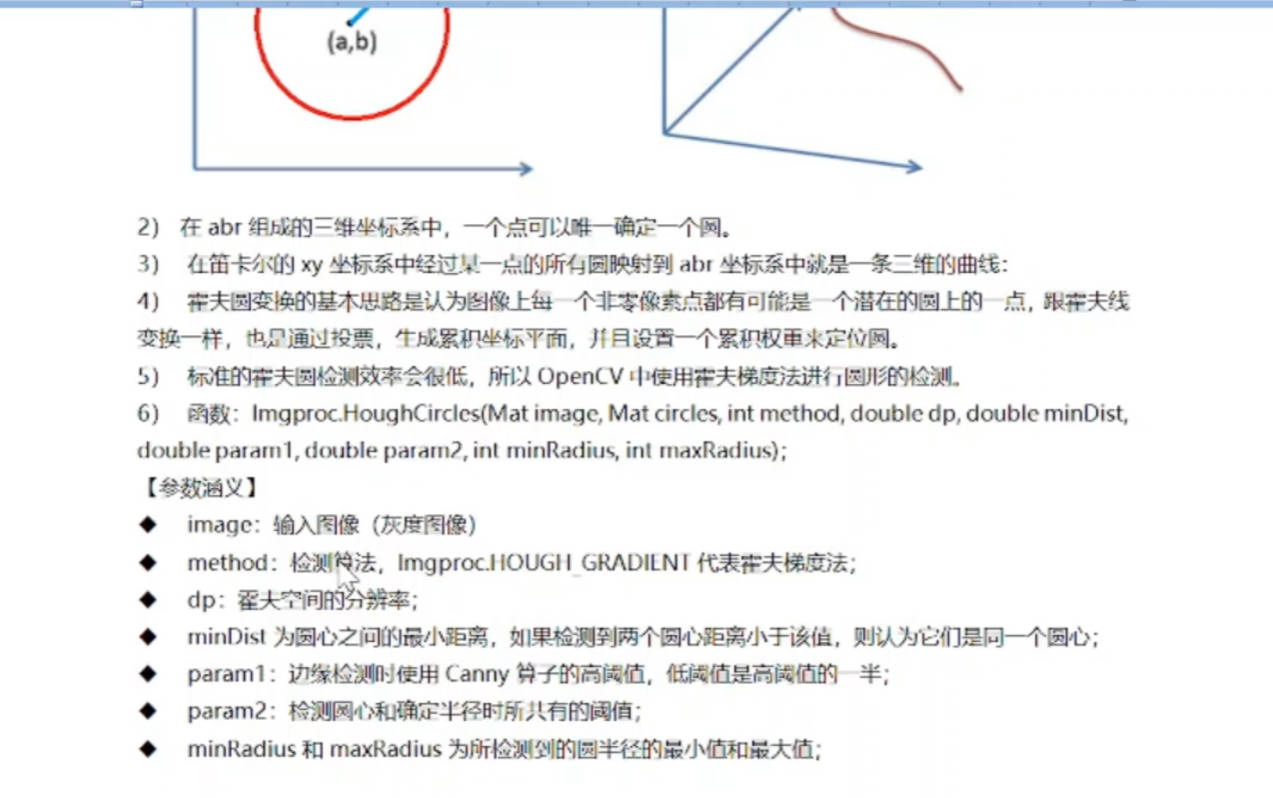 (a,b)
2) 在 abr 组成的三维坐标系中，一个点可以唯一确定一个圆。
3) 在笛卡尔的 xy 坐标系中经过某一点的所有圆映射到 abr 坐标系中就是一条三维的曲线：
4) 霍夫圆变换的基本思路是认为图像上每一个非零像素点都有可能是一个潜在的圆上的一点，跟霍夫线
变换一样，也是通过投票，生成累积坐标平面，并且设置一个累积权重来定位圆。
5) 标准的霍夫圆检测效率会很低，所以 OpenCV 中使用霍夫梯度法进行圆形的检测。
6) 函数：Imgproc.HoughCircles(Mat image, Mat circles, int method, double dp, double minDist,
double param1, double param2, int minRadius, int maxRadius);
【参数涵义】
◆ image：输入图像（灰度图像）
◆ method：检测算法，Imgproc.HOUGH_GRADIENT 代表霍夫梯度法；
◆ dp：霍夫空间的分辨率；
◆ minDist 为圆心之间的最小距离，如果检测到两个圆心距离小于该值，则认为它们是同一个圆心；
◆ param1：边缘检测时使用 Canny 算子的高阈值，低阈值是高阈值的一半；
◆ param2：检测圆心和确定半径时所共有的阈值；
◆ minRadius 和 maxRadius 为所检测到的圆半径的最小值和最大值；